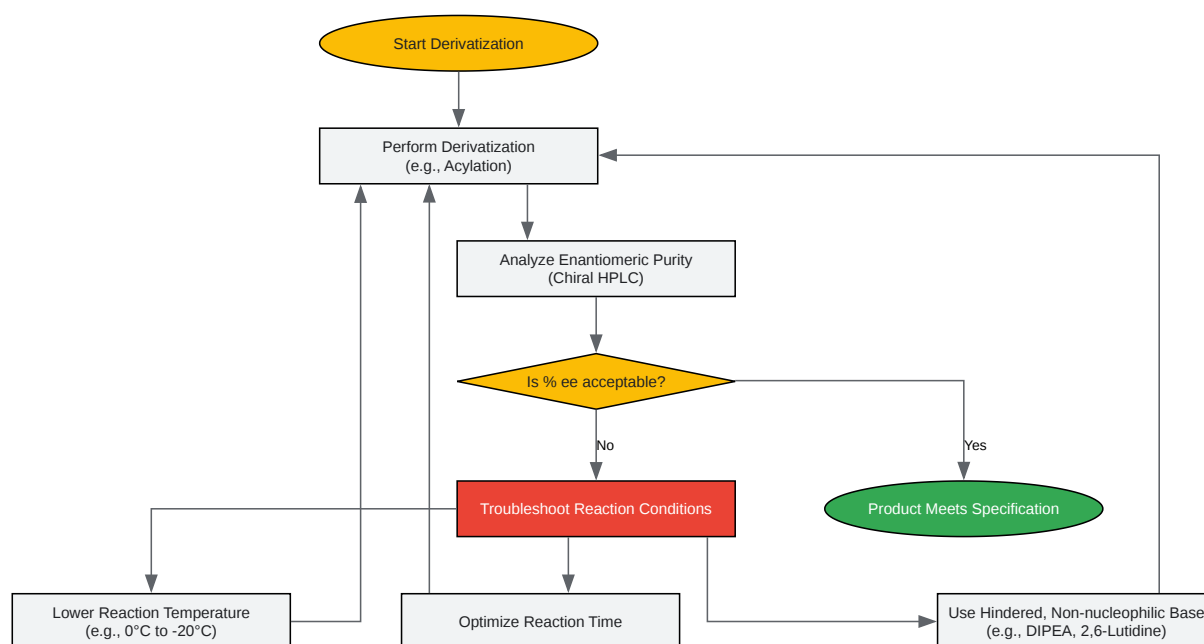 Start Derivatization
Perform Derivatization
(e.g., Acylation)
Analyze Enantiomeric Purity
(Chiral HPLC)
Is % ee acceptable?
No
Yes
Troubleshoot Reaction Conditions
Product Meets Specification
Lower Reaction Temperature
(e.g., 0°C to -20°C)
Optimize Reaction Time
Use Hindered, Non-nucleophilic Base
(e.g., DIPEA, 2,6-Lutidine)